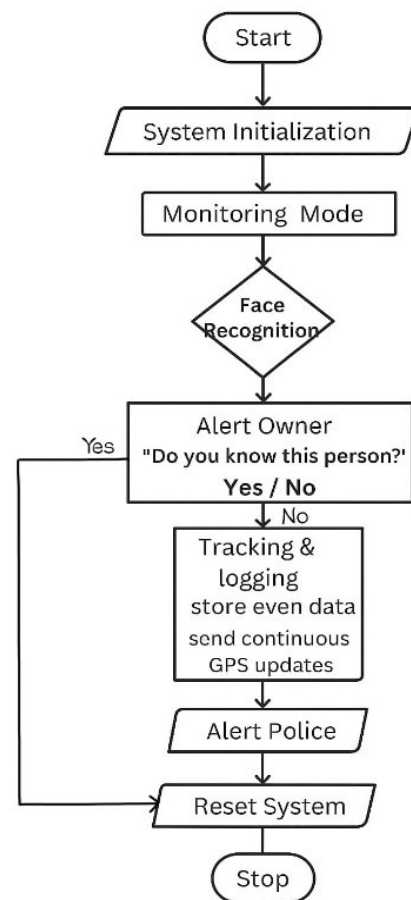 Start
System Initialization
Monitoring Mode
Face
Recognition
Alert Owner
Yes
"Do you know this person?'
Yes / No
No
Tracking &
logging
store even data
send continuous
GPS updates
Alert Police
Reset System
Stop